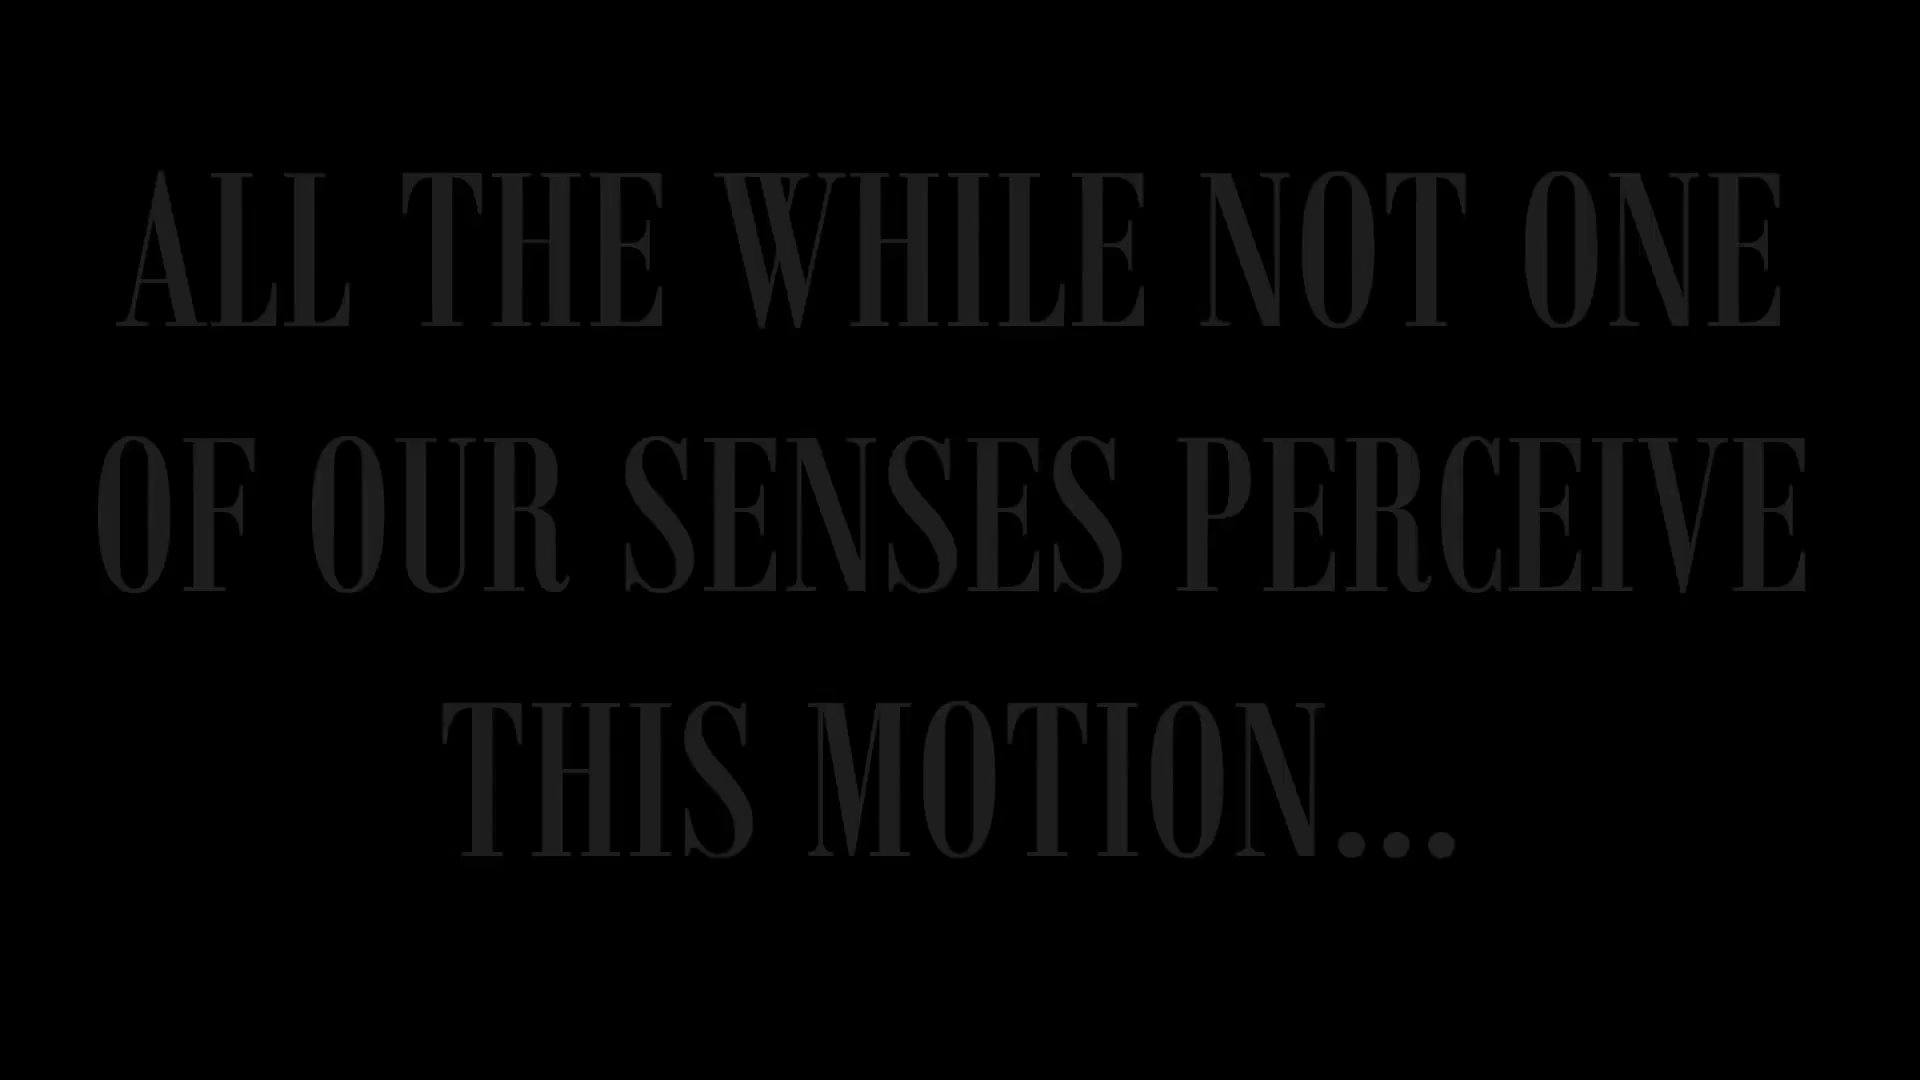 ALL THE WHILE NOT ONE
OF OUR SENSES PERCEIVE
THIS MOTION...